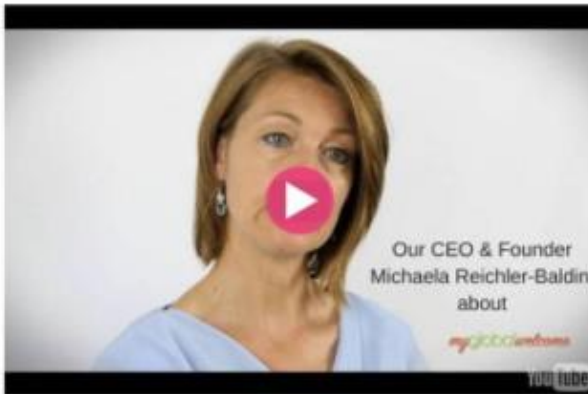 Our CEO & Founder
Michaela Reichler-Baldin
about
myglobalwelcome
YouTube